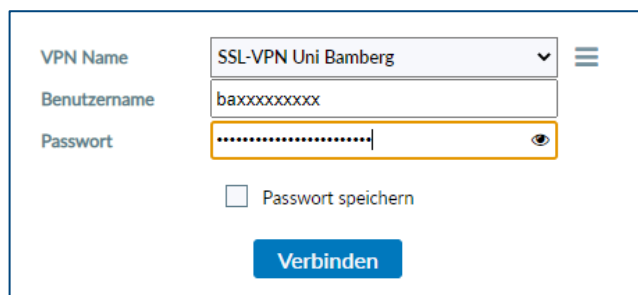 VPN Name SSL-VPN Uni Bamberg
Benutzername baxxxxxxxxx
Passwort ••••••••••••••••••••••••
Passwort speichern
Verbinden